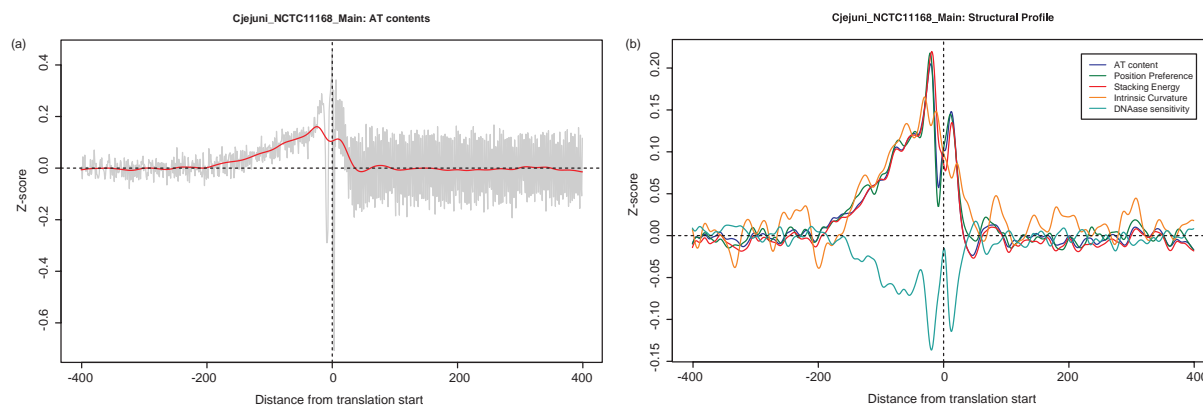 Cjejuni_NCTC11168_Main: AT contents
(a)
Z-score
0.4
0.2
0.0
-0.2
-0.4
-0.6
-400
-200
0
200
400
Distance from translation start
Cjejuni_NCTC11168_Main: Structural Profile
(b)
Z-score
0.20
0.15
0.10
0.05
0.00
-0.05
-0.10
-0.15
-400
-200
0
200
400
Distance from translation start
AT content
Position Preference
Stacking Energy
Intrinsic Curvature
DNAase sensitivity